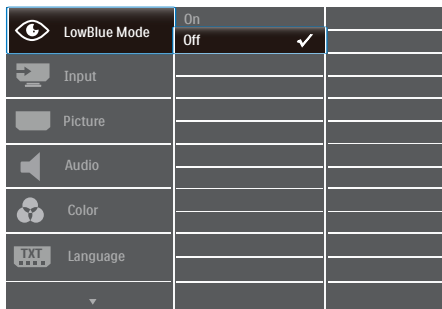 LowBlue Mode
On
Off
Input
Picture
Audio
Color
TXT
Language